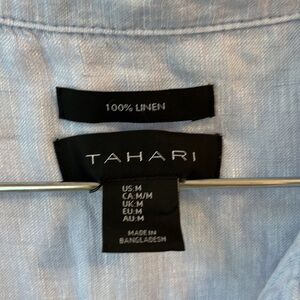 100% LINEN
TAHARI
US:M
CA:M/M
UK:M
EU:M
AU:M
MADE IN
BANGLADESH